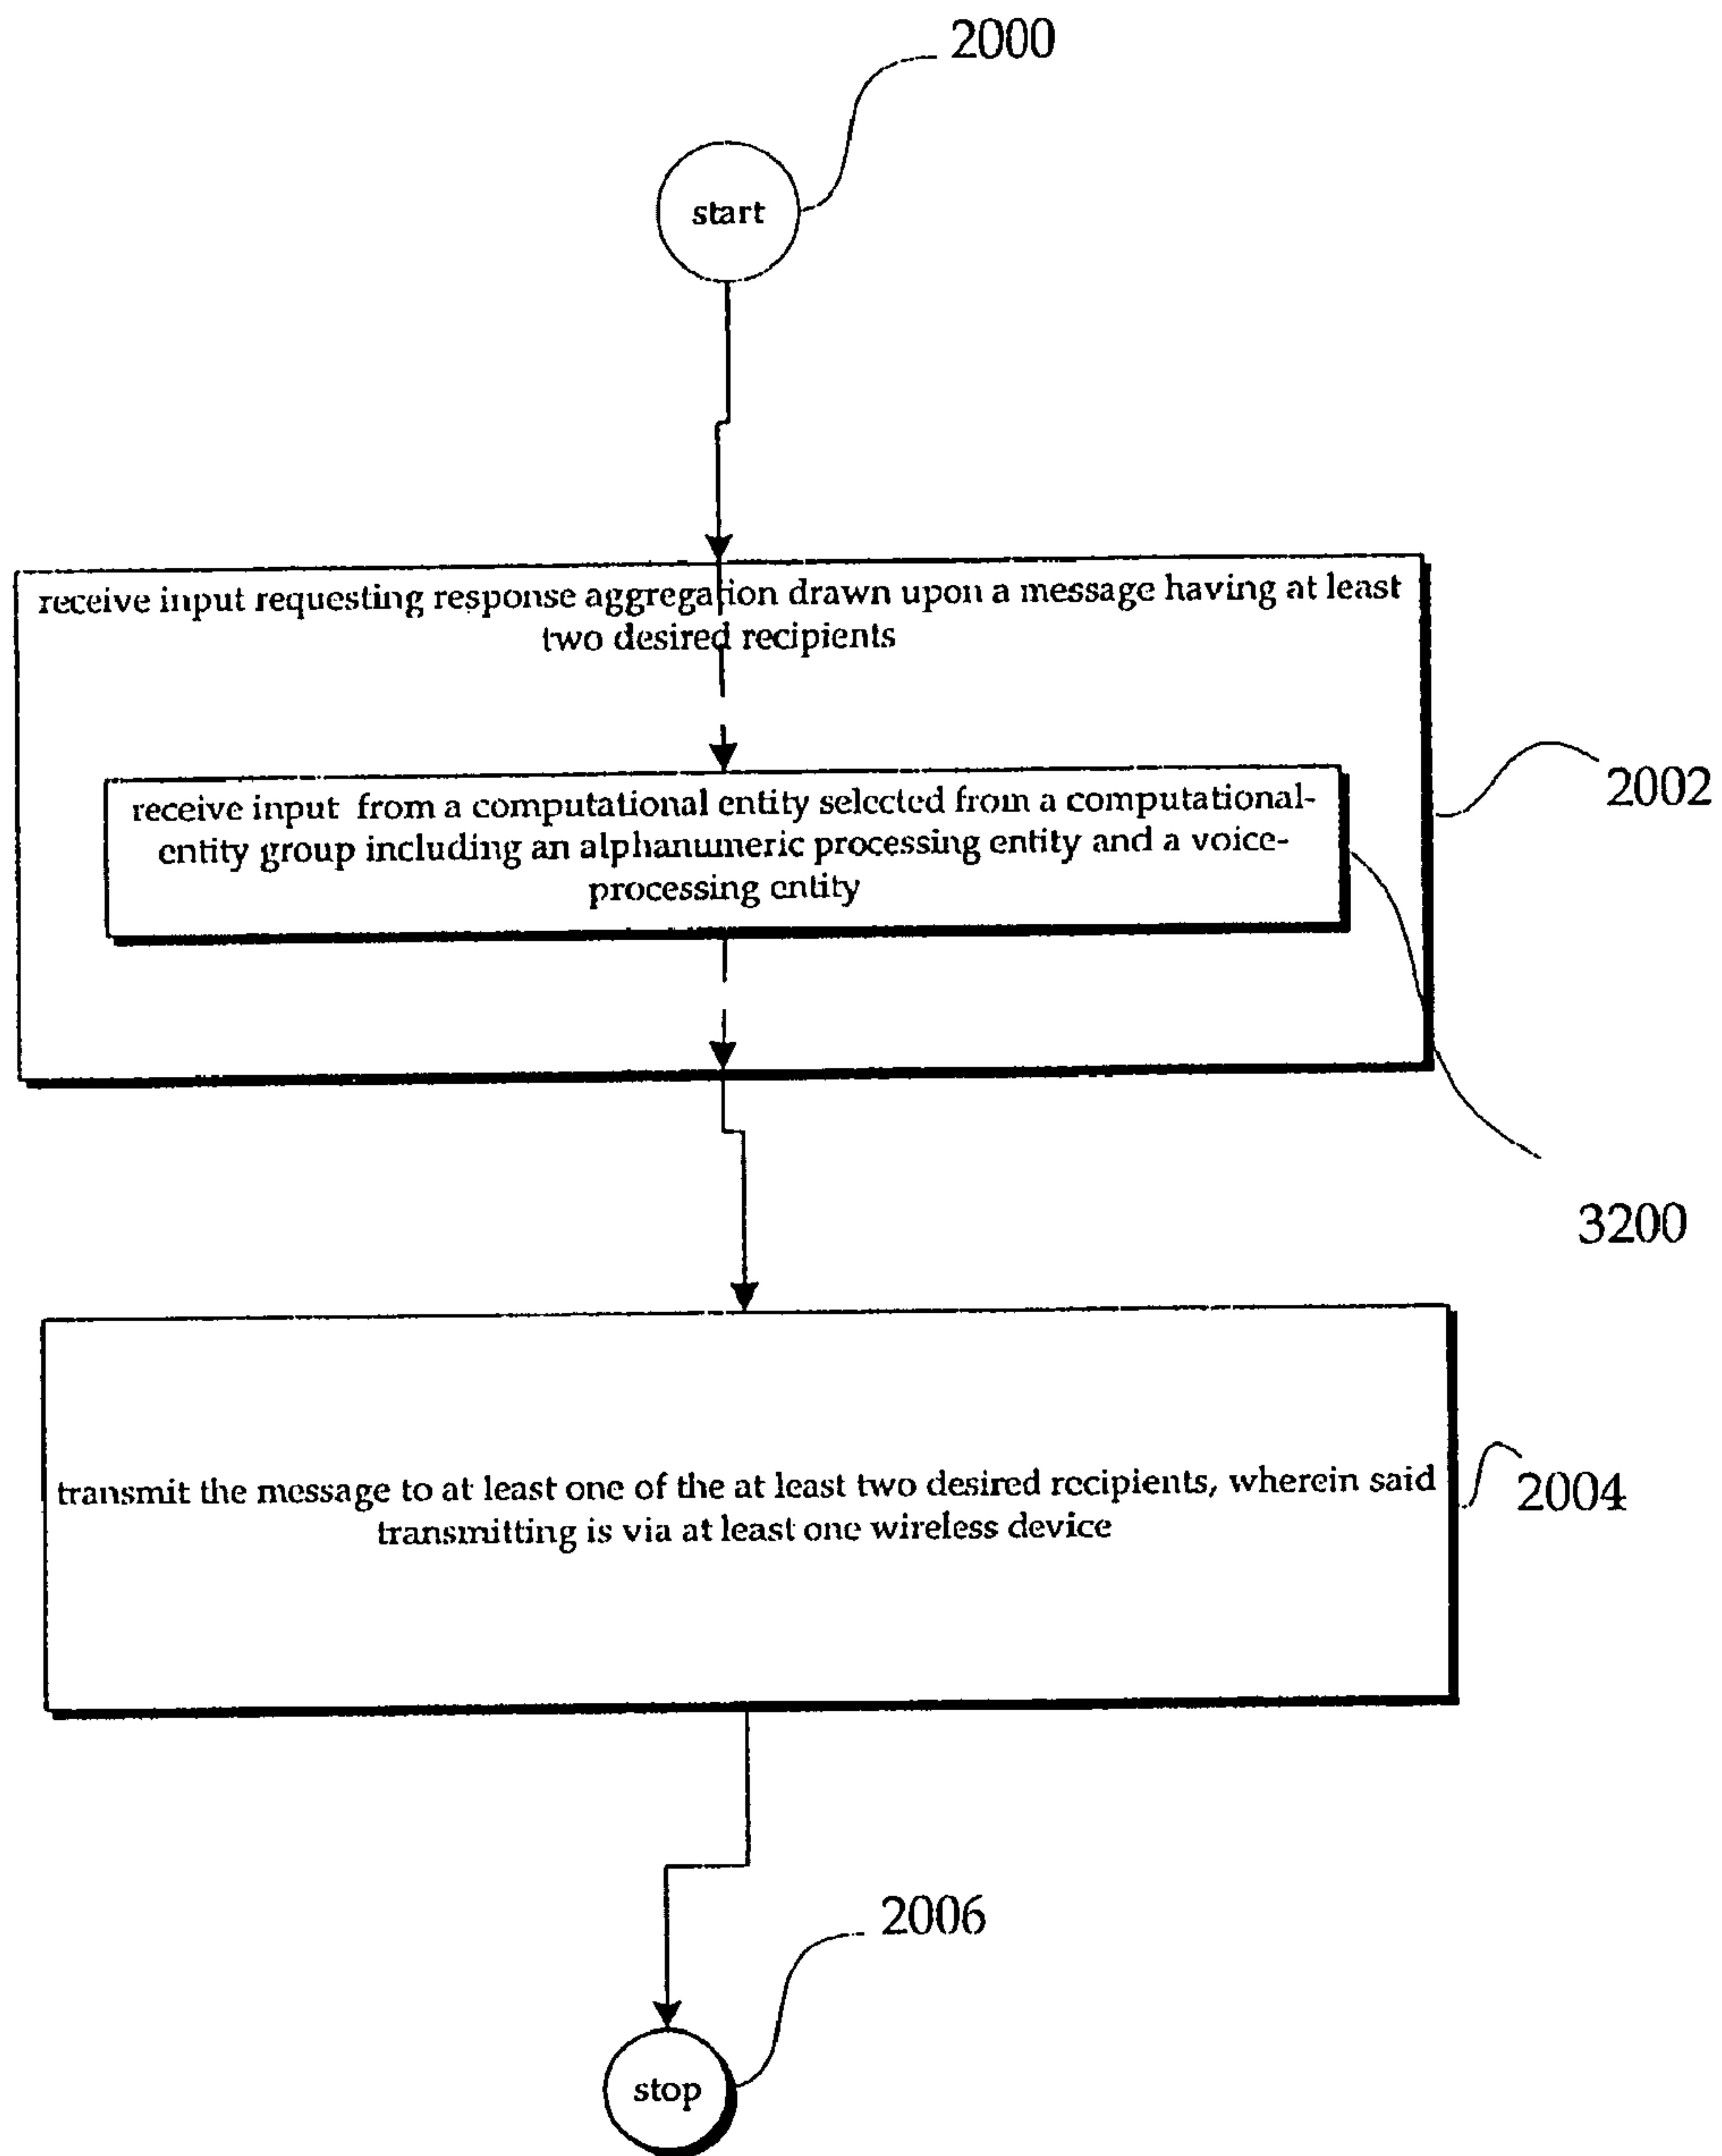 2000
start
receive input requesting response aggregation drawn upon a message having at least
two desired recipients
2002
receive input from a computational entity selected from a computational-
entity group including an alphanumeric processing entity and a voice-
processing entity
3200
transmit the message to at least one of the at least two desired recipients, wherein said
transmitting is via at least one wireless device
2004
2006
stop